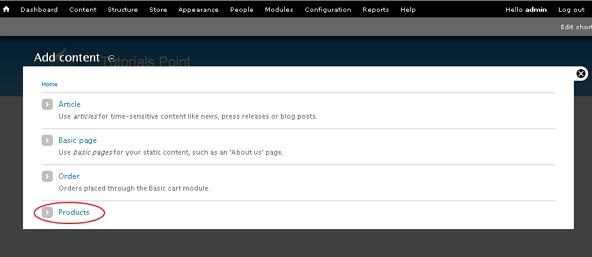 Dashboard Content Structure Store Appearance People Modules Configuration Reports Help Hello admin Log out
Edit short
Add content
Tutorials Point
Home
Article
Use articles for time-sensitive content like news, press releases or blog posts.
Basic page
Use basic pages for your static content, such as an 'About us' page.
Order
Orders placed through the Basic cart module.
Products